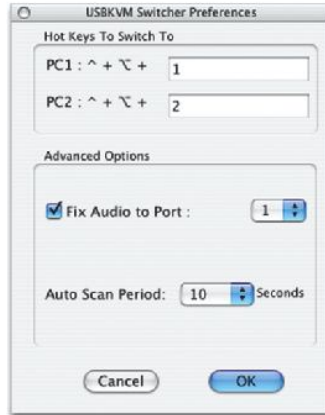 USBKVM Switcher Preferences
Hot Keys To Switch To
PC1 : ^ + ⌥ + 1
PC2 : ^ + ⌥ + 2
Advanced Options
Fix Audio to Port : 1
Auto Scan Period: 10 Seconds
Cancel OK